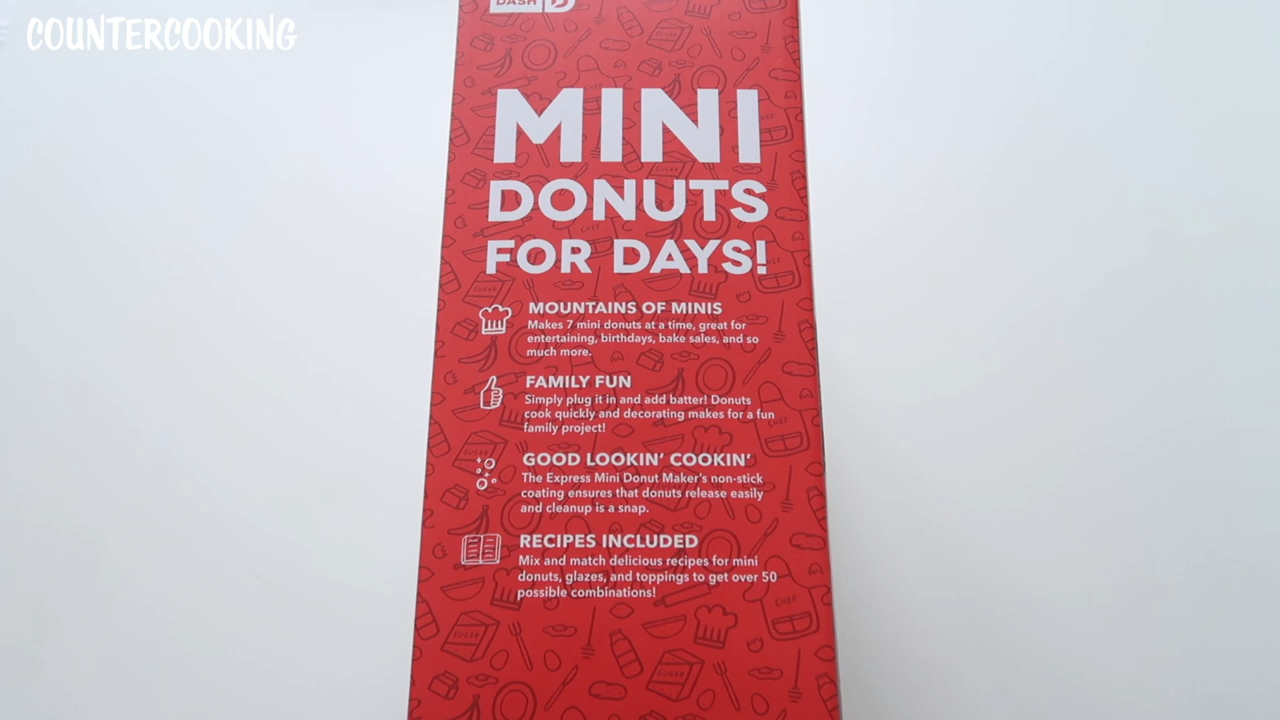 COUNTERCOOKING
DASH
MINI
DONUTS
FOR DAYS!
MOUNTAINS OF MINIS
Makes 7 mini donuts at a time, great for
entertaining, birthdays, bake sales, and so
much more.
FAMILY FUN
Simply plug it in and add batter! Donuts
cook quickly and decorating makes for a fun
family project!
GOOD LOOKIN' COOKIN'
The Express Mini Donut Maker's non-stick
coating ensures that donuts release easily
and cleanup is a snap.
RECIPES INCLUDED
Mix and match delicious recipes for mini
donuts, glazes, and toppings to get over 50
possible combinations!
SUGAR
CHEF
SUGAR